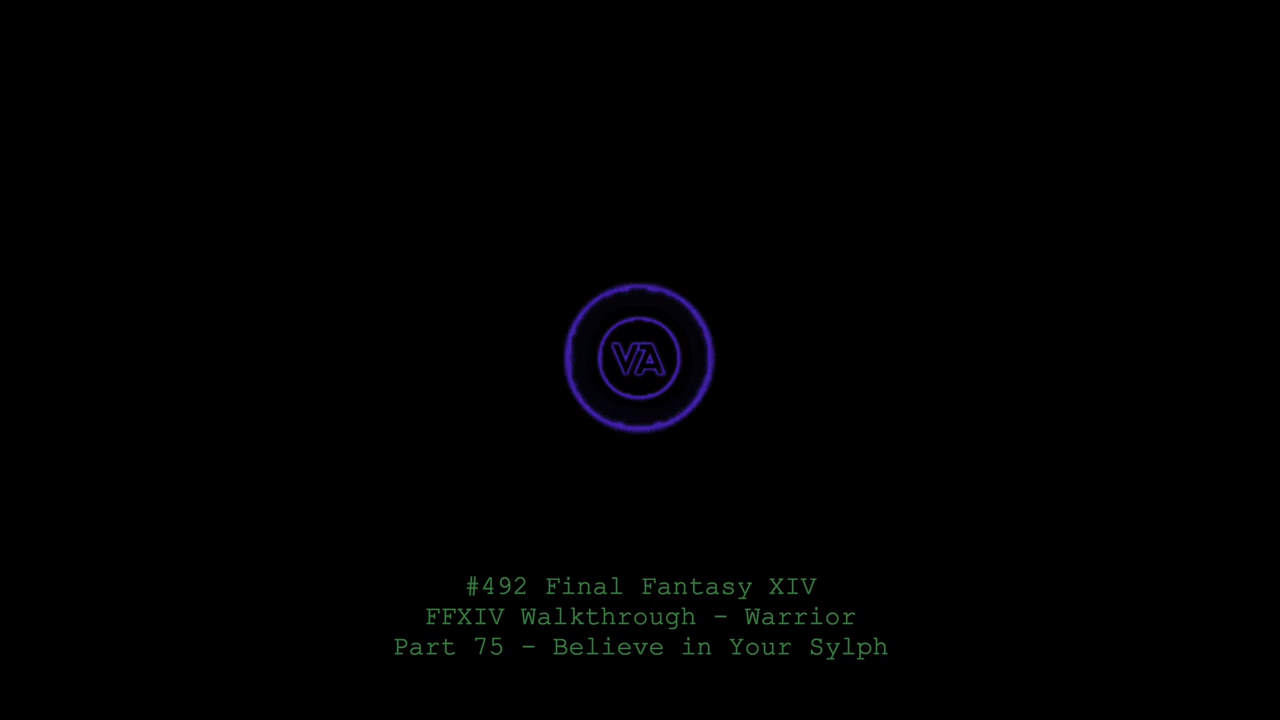 VA
#492 Final Fantasy XIV
FFXIV Walkthrough - Warrior
Part 75 - Believe in Your Sylph